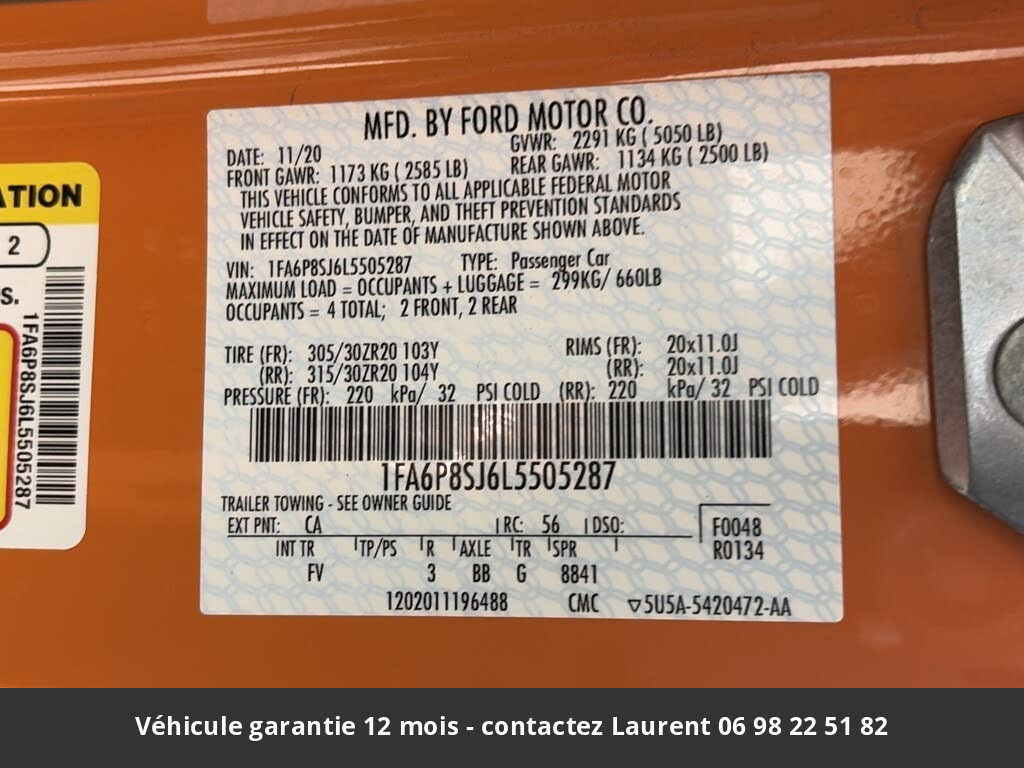 MFD. BY FORD MOTOR CO.
DATE: 11/20 GVWR: 2291 KG ( 5050 LB)
FRONT GAWR: 1173 KG ( 2585 LB) REAR GAWR: 1134 KG ( 2500 LB)
THIS VEHICLE CONFORMS TO ALL APPLICABLE FEDERAL MOTOR
VEHICLE SAFETY, BUMPER, AND THEFT PREVENTION STANDARDS
IN EFFECT ON THE DATE OF MANUFACTURE SHOWN ABOVE.
VIN: 1FA6P8SJ6L5505287 TYPE: Passenger Car
MAXIMUM LOAD = OCCUPANTS + LUGGAGE = 299KG/ 660LB
OCCUPANTS = 4 TOTAL; 2 FRONT, 2 REAR
TIRE (FR): 305/30ZR20 103Y RIMS (FR): 20x11.0J
(RR): 315/30ZR20 104Y (RR): 20x11.0J
PRESSURE (FR): 220 kPa/ 32 PSI COLD (RR): 220 kPa/ 32 PSI COLD
1FA6P8SJ6L5505287
TRAILER TOWING - SEE OWNER GUIDE
EXT PNT: CA RC: 56 DSO: F0048
R0134
INT TR TP/PS R AXLE TR SPR
FV 3 BB G 8841
1202011196488 CMC ▽5U5A-5420472-AA
ATION
2
S.
1FA6P8SJ6L5505287
Véhicule garantie 12 mois - contactez Laurent 06 98 22 51 82